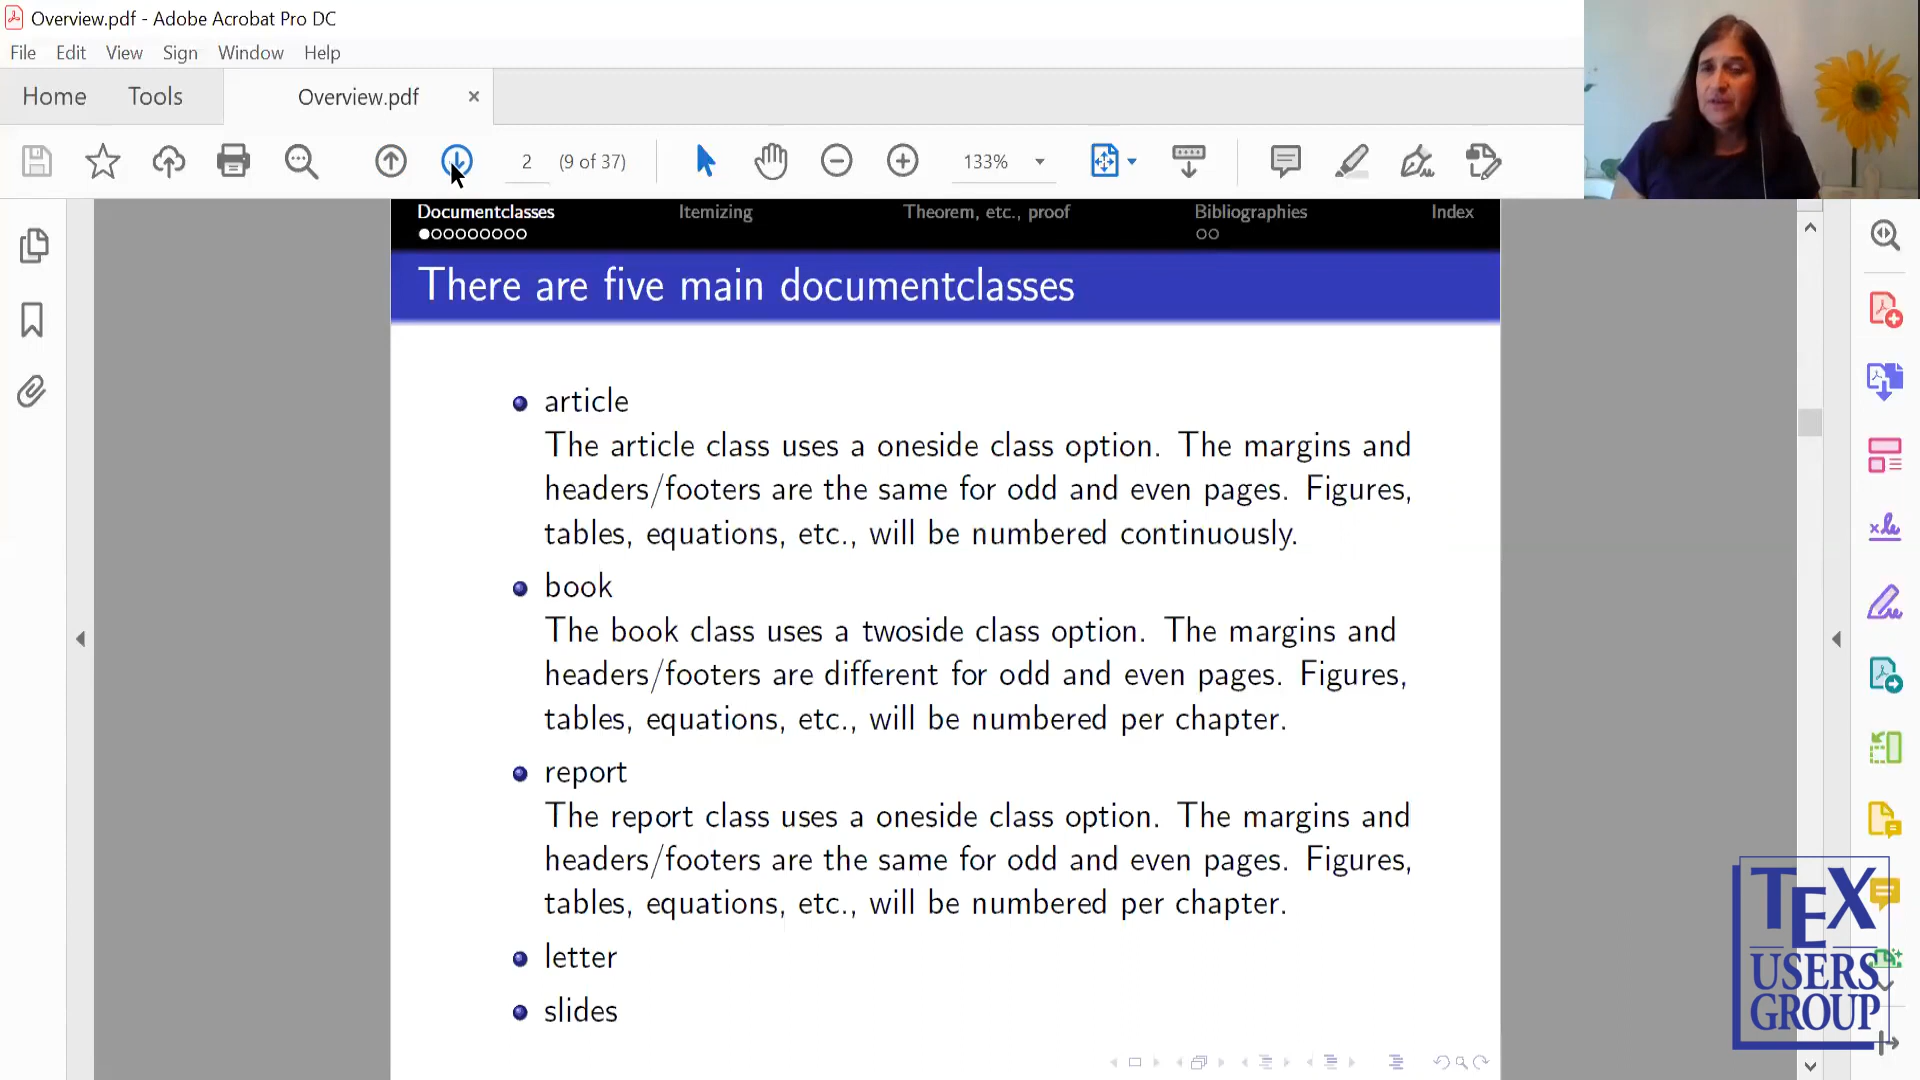 Overview.pdf - Adobe Acrobat Pro DC
File Edit View Sign Window Help
Home Tools Overview.pdf ×
2 (9 of 37) 133%
Documentclasses Itemizing Theorem, etc., proof Bibliographies Index
There are five main documentclasses
article
The article class uses a oneside class option. The margins and
headers/footers are the same for odd and even pages. Figures,
tables, equations, etc., will be numbered continuously.
book
The book class uses a twoside class option. The margins and
headers/footers are different for odd and even pages. Figures,
tables, equations, etc., will be numbered per chapter.
report
The report class uses a oneside class option. The margins and
headers/footers are the same for odd and even pages. Figures,
tables, equations, etc., will be numbered per chapter.
letter
slides
TEX
USERS
GROUP